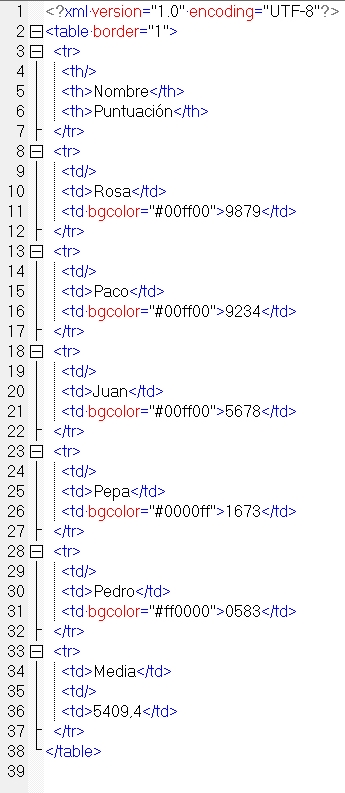 1 <?xml version="1.0" encoding="UTF-8"?>
2 <table border="1">
3 <tr>
4 <th/>
5 <th>Nombre</th>
6 <th>Puntuación</th>
7 </tr>
8 <tr>
9 <td/>
10 <td>Rosa</td>
11 <td bgcolor="#00ff00">9879</td>
12 </tr>
13 <tr>
14 <td/>
15 <td>Paco</td>
16 <td bgcolor="#00ff00">9234</td>
17 </tr>
18 <tr>
19 <td/>
20 <td>Juan</td>
21 <td bgcolor="#00ff00">5678</td>
22 </tr>
23 <tr>
24 <td/>
25 <td>Pepa</td>
26 <td bgcolor="#0000ff">1673</td>
27 </tr>
28 <tr>
29 <td/>
30 <td>Pedro</td>
31 <td bgcolor="#ff0000">0583</td>
32 </tr>
33 <tr>
34 <td>Media</td>
35 <td/>
36 <td>5409,4</td>
37 </tr>
38 </table>
39